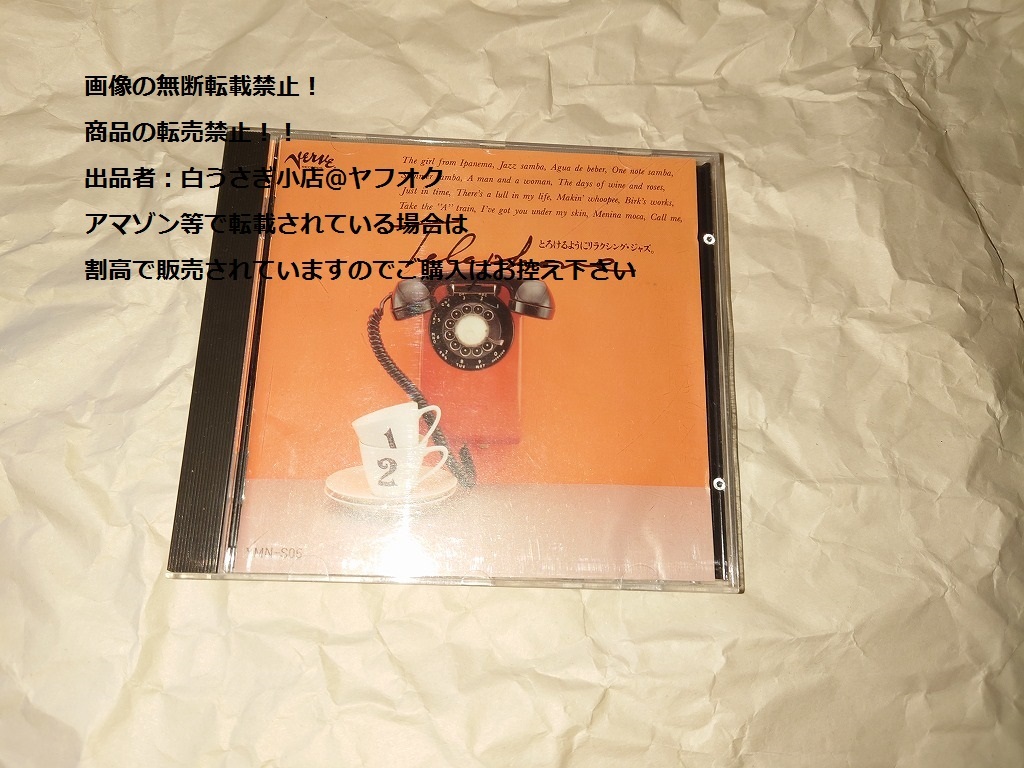 画像の無断転載禁止！
商品の転売禁止！！
出品者：白うさぎ小店@ヤフオク
アマゾン等で転載されている場合は
割高で販売されていますのでご購入はお控え下さい
Verve
The girl from Ipanema, Jazz samba, Agua de beber, One note samba,
samba, A man and a woman, The days of wine and roses,
Just in time, There's a lull in my life, Makin' whoopee, Birk's works,
Take the "A" train, I've got you under my skin, Menina moca, Call me,
とろけるようにリラクシング・ジャズ。
1
2